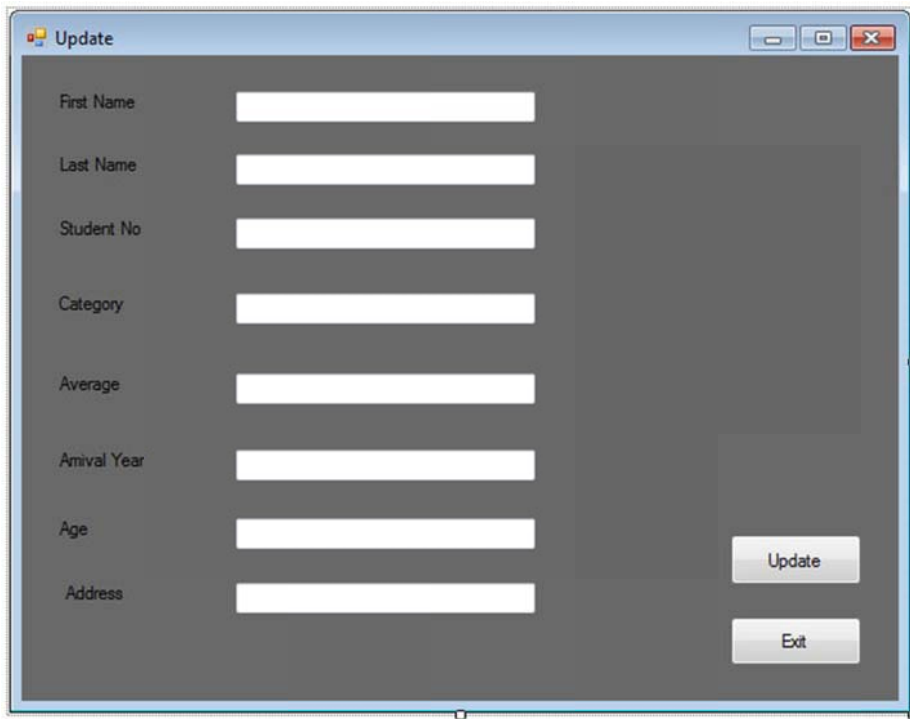 Update
First Name
Last Name
Student No
Category
Average
Arrival Year
Age
Update
Address
Exit